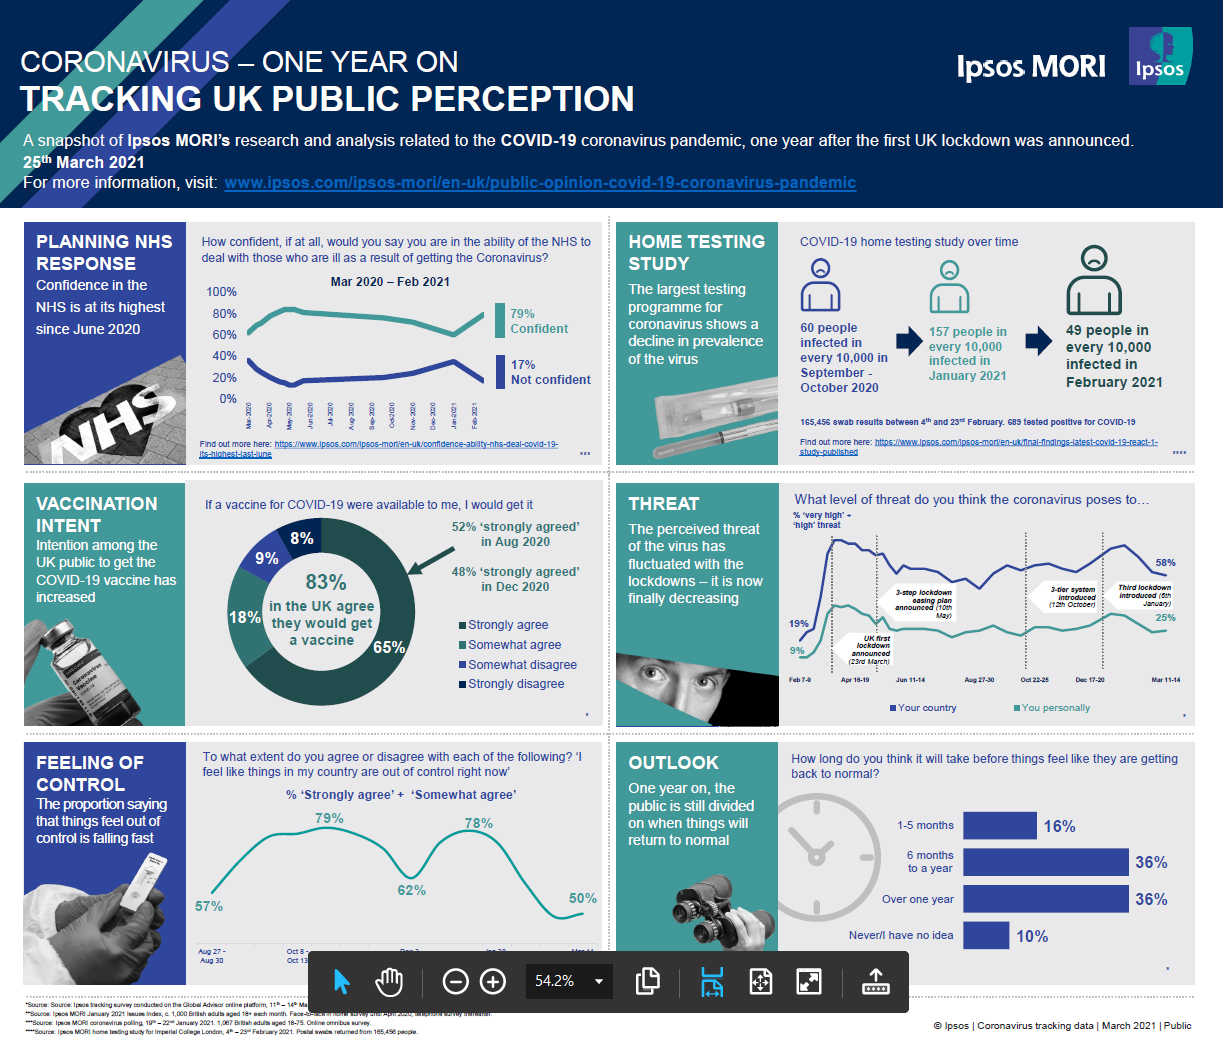 CORONAVIRUS – ONE YEAR ON
TRACKING UK PUBLIC PERCEPTION
Ipsos MORI
Ipsos
A snapshot of Ipsos MORI's research and analysis related to the COVID-19 coronavirus pandemic, one year after the first UK lockdown was announced.
25th March 2021
For more information, visit: www.ipsos.com/ipsos-mori/en-uk/public-opinion-covid-19-coronavirus-pandemic
PLANNING NHS
RESPONSE
Confidence in the
NHS is at its highest
since June 2020
NHS
How confident, if at all, would you say you are in the ability of the NHS to
deal with those who are ill as a result of getting the Coronavirus?
Mar 2020 – Feb 2021
100%
80%
60%
40%
20%
0%
79%
Confident
17%
Not confident
Mar-2020
Apr-2020
May-2020
Jun-2020
Jul-2020
Aug-2020
Sep-2020
Oct-2020
Nov-2020
Dec-2020
Jan-2021
Feb-2021
Find out more here: https://www.ipsos.com/ipsos-mori/en-uk/confidence-ability-nhs-deal-covid-19-
its-highest-last-june
***
HOME TESTING
STUDY
The largest testing
programme for
coronavirus shows a
decline in prevalence
of the virus
COVID-19 home testing study over time
60 people
infected in
every 10,000 in
September -
October 2020
157 people in
every 10,000
infected in
January 2021
49 people in
every 10,000
infected in
February 2021
165,456 swab results between 4th and 23rd February. 689 tested positive for COVID-19
Find out more here: https://www.ipsos.com/ipsos-mori/en-uk/final-findings-latest-covid-19-react-1-
study-published
****
VACCINATION
INTENT
Intention among the
UK public to get the
COVID-19 vaccine has
increased
Coronavirus
Vaccine
If a vaccine for COVID-19 were available to me, I would get it
8%
9%
18%
65%
83%
in the UK agree
they would get
a vaccine
52% 'strongly agreed'
in Aug 2020
48% 'strongly agreed'
in Dec 2020
Strongly agree
Somewhat agree
Somewhat disagree
Strongly disagree
*
THREAT
The perceived threat
of the virus has
fluctuated with the
lockdowns – it is now
finally decreasing
What level of threat do you think the coronavirus poses to…
% 'very high' +
'high' threat
19%
9%
58%
25%
UK first
lockdown
announced
(23rd March)
3-step lockdown
easing plan
announced (10th
May)
3-tier system
introduced
(12th October)
Third lockdown
introduced (6th
January)
Feb 7-9
Apr 16-19
Jun 11-14
Aug 27-30
Oct 22-25
Dec 17-20
Mar 11-14
Your country
You personally
*
FEELING OF
CONTROL
The proportion saying
that things feel out of
control is falling fast
To what extent do you agree or disagree with each of the following? 'I
feel like things in my country are out of control right now'
% 'Strongly agree' + 'Somewhat agree'
57%
79%
62%
78%
50%
Aug 27 -
Aug 30
Oct 8 -
Oct 13
OUTLOOK
One year on, the
public is still divided
on when things will
return to normal
How long do you think it will take before things feel like they are getting
back to normal?
1-5 months
16%
6 months
to a year
36%
Over one year
36%
Never/I have no idea
10%
*
54.2%
*Source: Source: Ipsos tracking survey conducted on the Global Advisor online platform, 11th – 14th
**Source: Ipsos MORI January 2021 Issues Index, c. 1,000 British adults aged 18+ each month. Face-to-face in home survey until April 2020, telephone survey thereafter.
***Source: Ipsos MORI coronavirus polling, 19th – 22nd January 2021. 1,067 British adults aged 18-75. Online omnibus survey.
****Source: Ipsos MORI home testing study for Imperial College London, 4th – 23rd February 2021. Postal swabs returned from 165,456 people.
© Ipsos | Coronavirus tracking data | March 2021 | Public